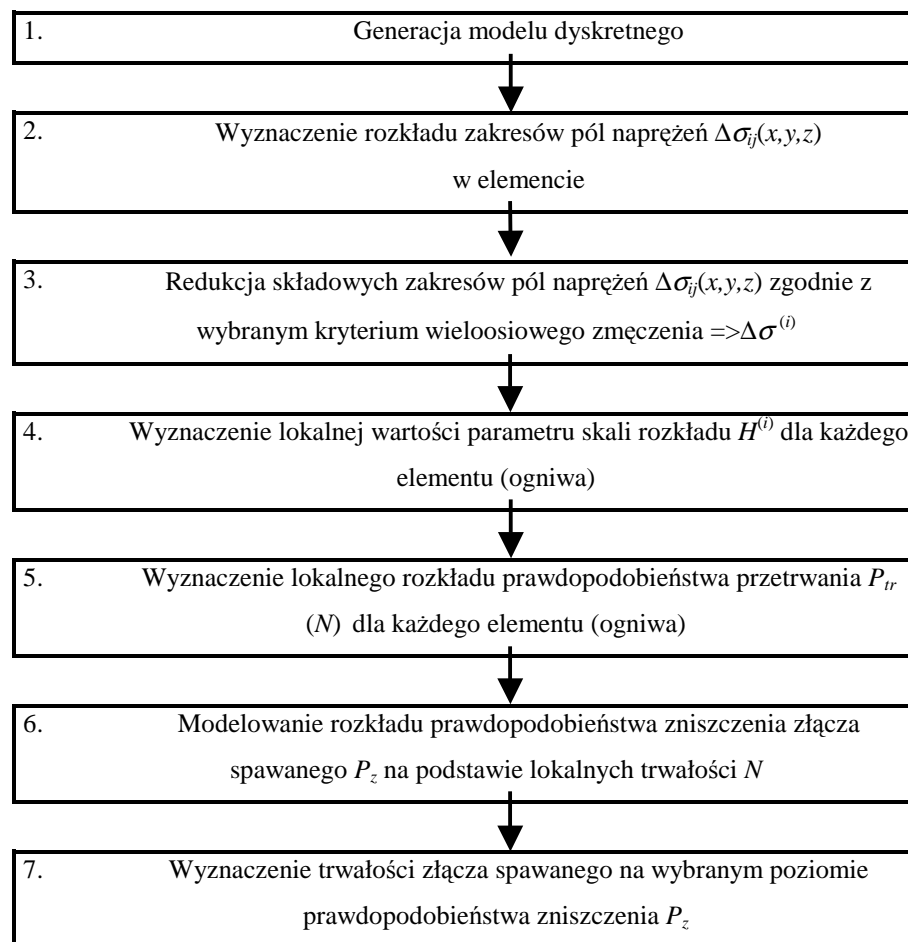 1. Generacja modelu dyskretnego
2. Wyznaczenie rozkładu zakresów pól naprężeń Δσij(x,y,z)
w elemencie
3. Redukcja składowych zakresów pól naprężeń Δσij(x,y,z) zgodnie z
wybranym kryterium wieloosiowego zmęczenia =>Δσ(i)
4. Wyznaczenie lokalnej wartości parametru skali rozkładu H(i) dla każdego
elementu (ogniwa)
5. Wyznaczenie lokalnego rozkładu prawdopodobieństwa przetrwania Ptr
(N) dla każdego elementu (ogniwa)
6. Modelowanie rozkładu prawdopodobieństwa zniszczenia złącza
spawanego Pz na podstawie lokalnych trwałości N
7. Wyznaczenie trwałości złącza spawanego na wybranym poziomie
prawdopodobieństwa zniszczenia Pz